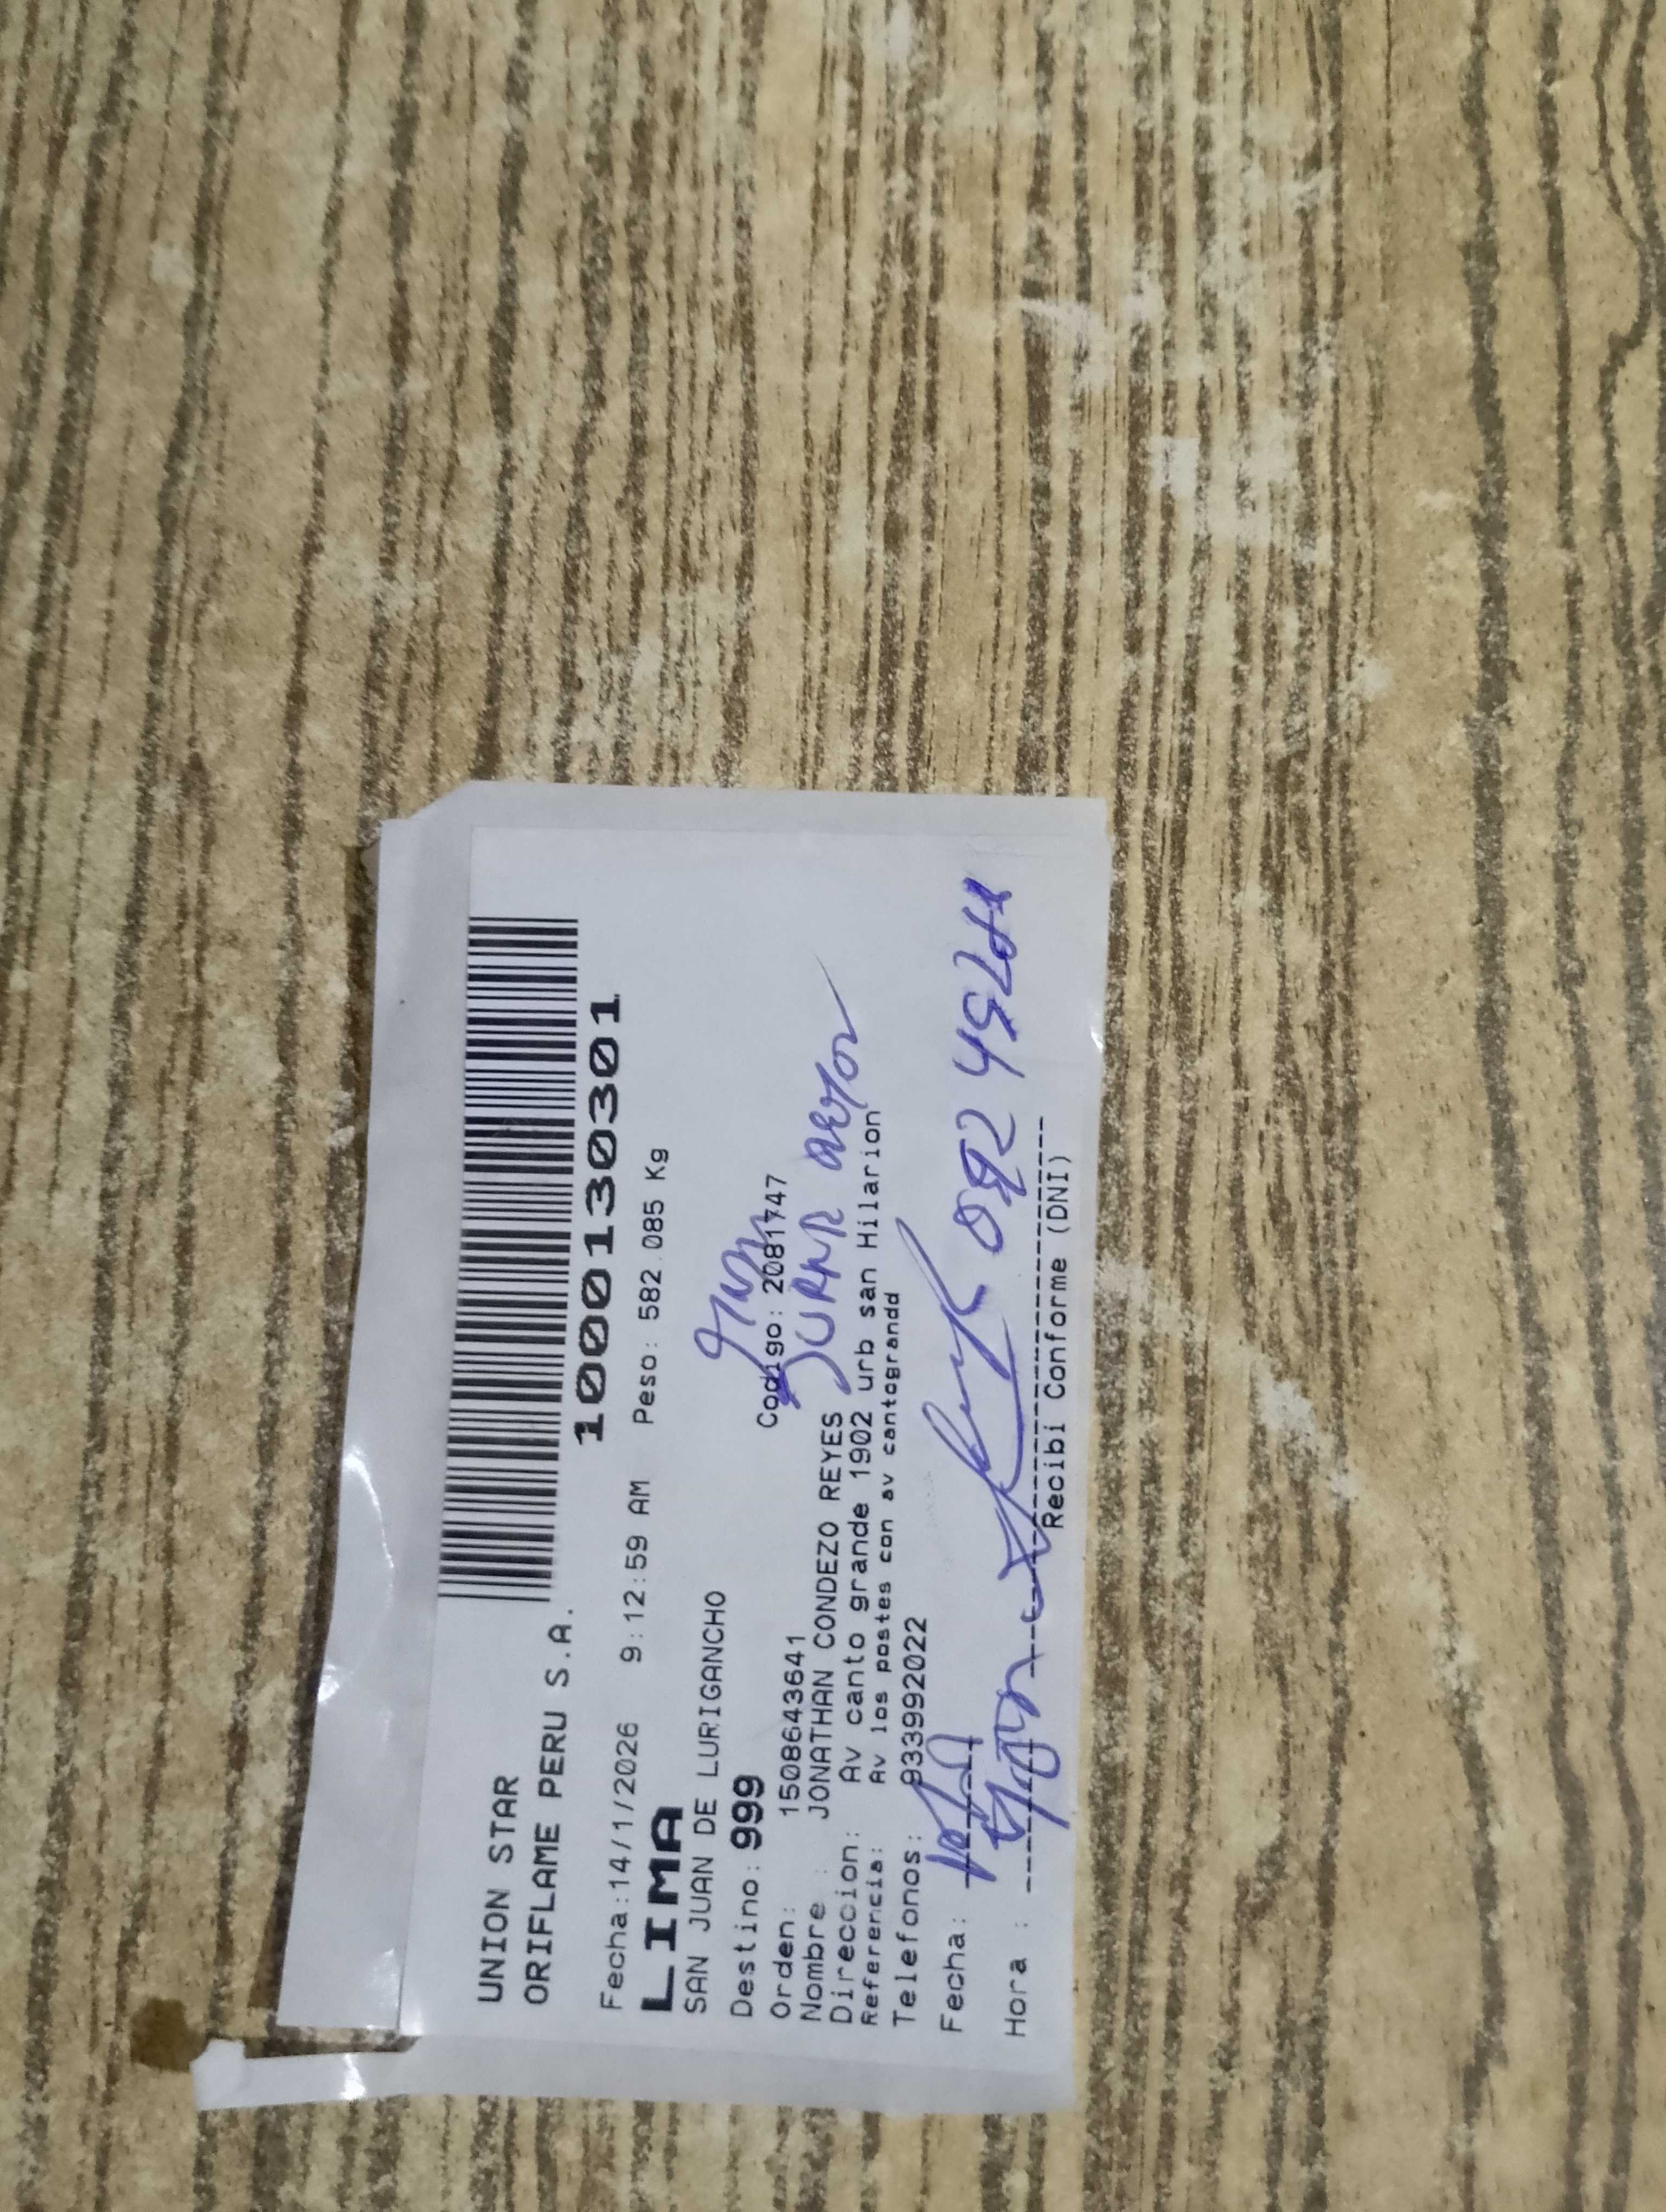 UNION STAR
ORIFLAME PERU S.A.
1000130301
Fecha:14/1/2026 9:12:59 AM Peso: 582.085 Kg
LIMA
SAN JUAN DE LURIGANCHO
Destino: 999
Codigo: 2081747
Orden: 1508643641
Nombre : JONATHAN CONDEZO REYES
Direccion: Av canto grande 1902 urb san Hilarion
Referencia: Av los postes con av cantograndd
Telefonos: 933992022
Fecha:
Hora :
Recibi Conforme (DNI)